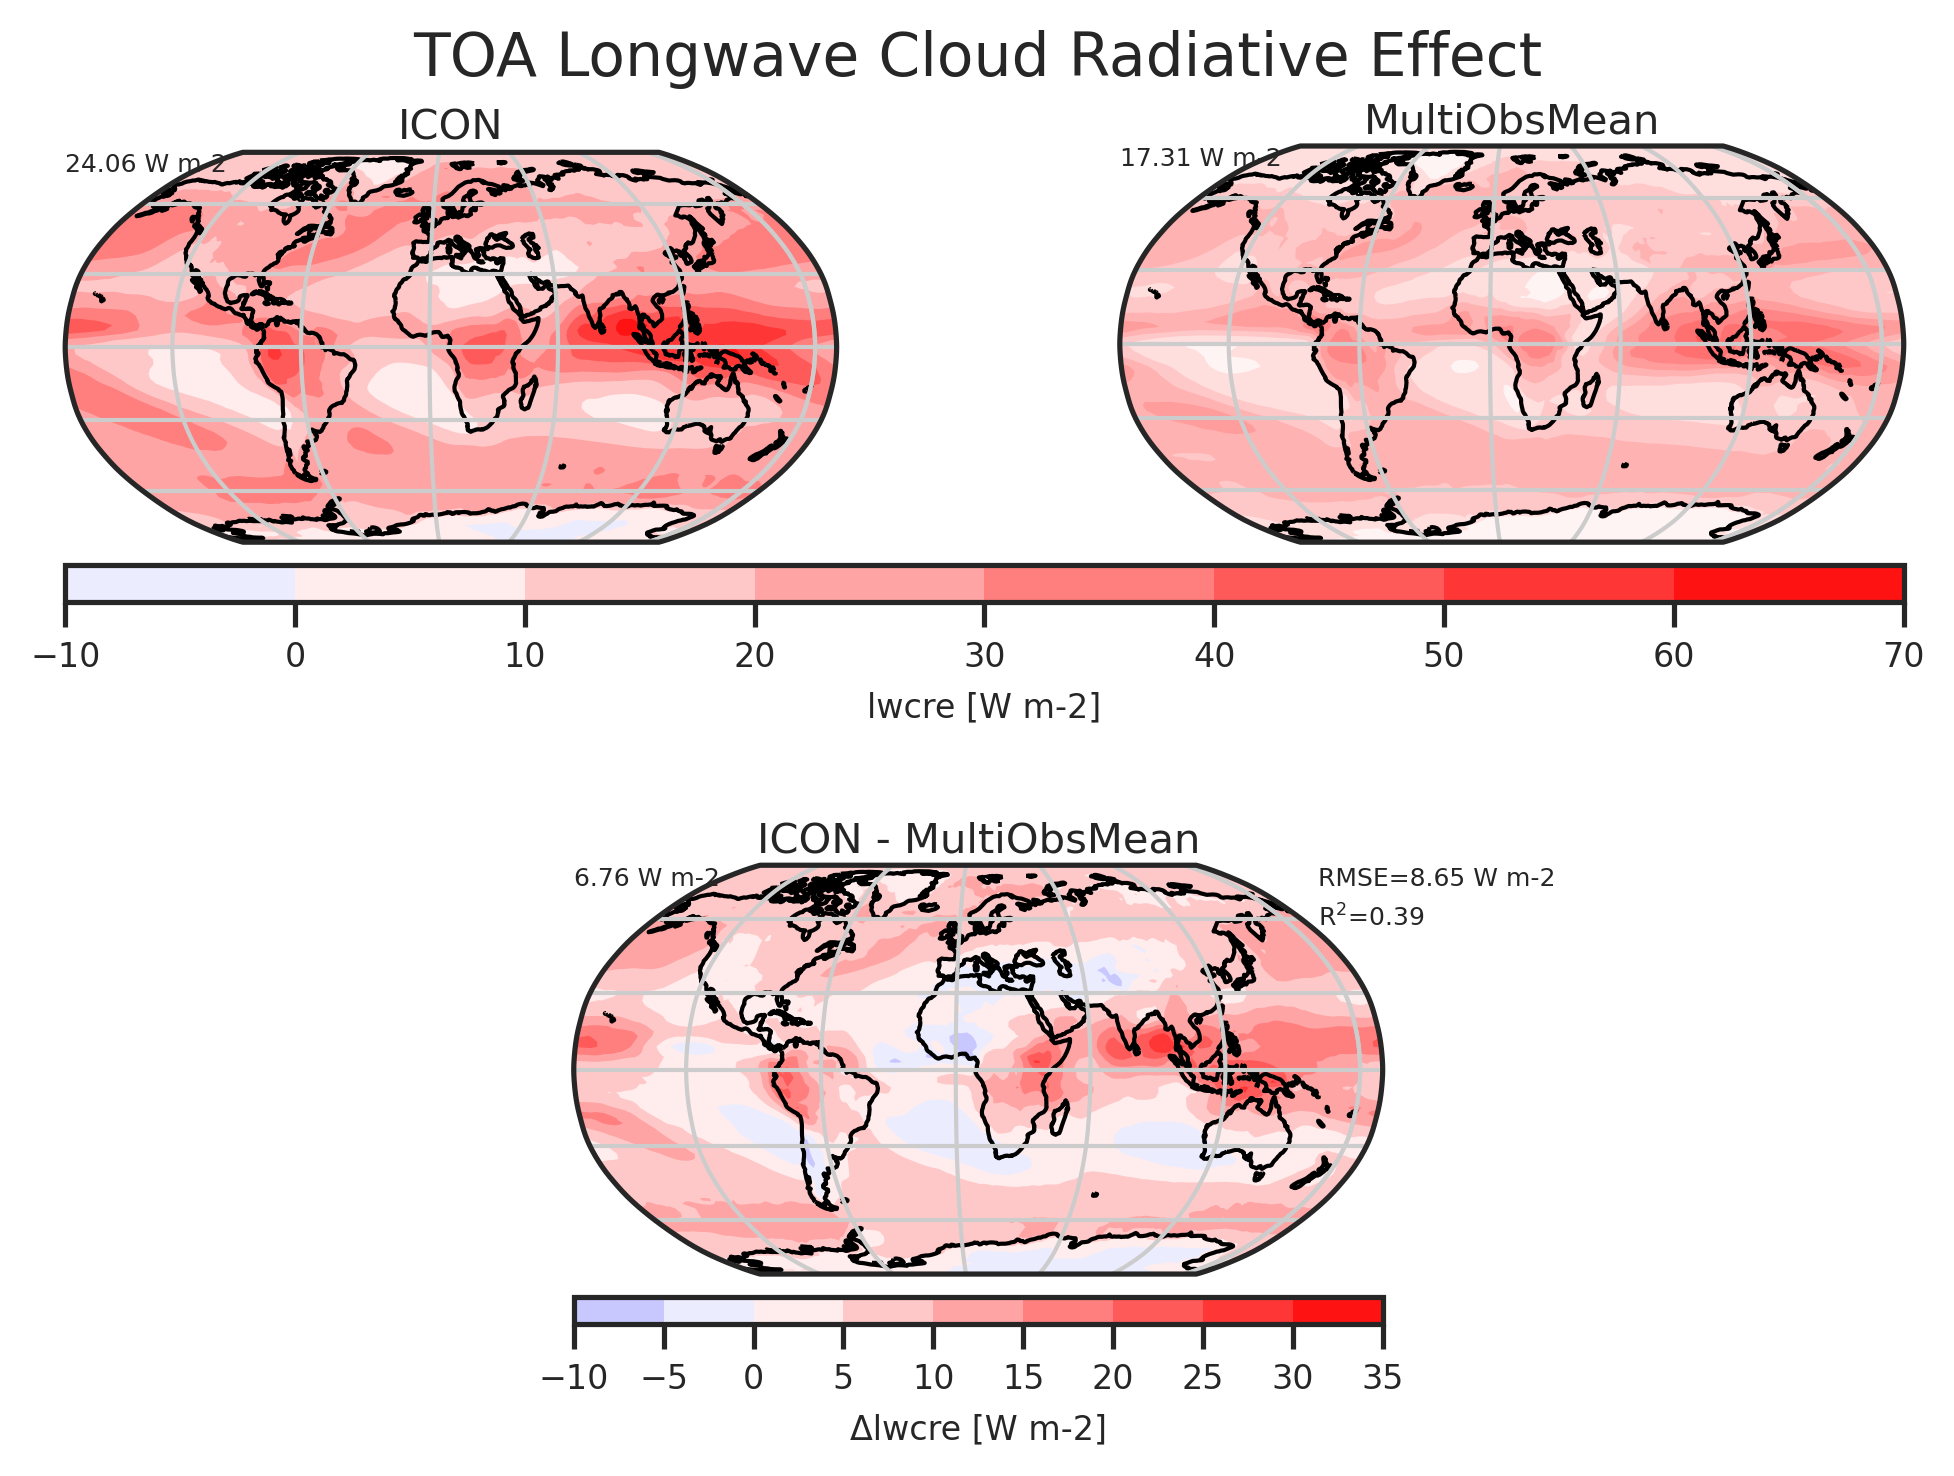 TOA Longwave Cloud Radiative Effect
ICON
MultiObsMean
24.06 W m-2
17.31 W m-2
−10 0 10 20 30 40 50 60 70
lwcre [W m-2]
ICON - MultiObsMean
6.76 W m-2
RMSE=8.65 W m-2
R²=0.39
−10 −5 0 5 10 15 20 25 30 35
Δlwcre [W m-2]